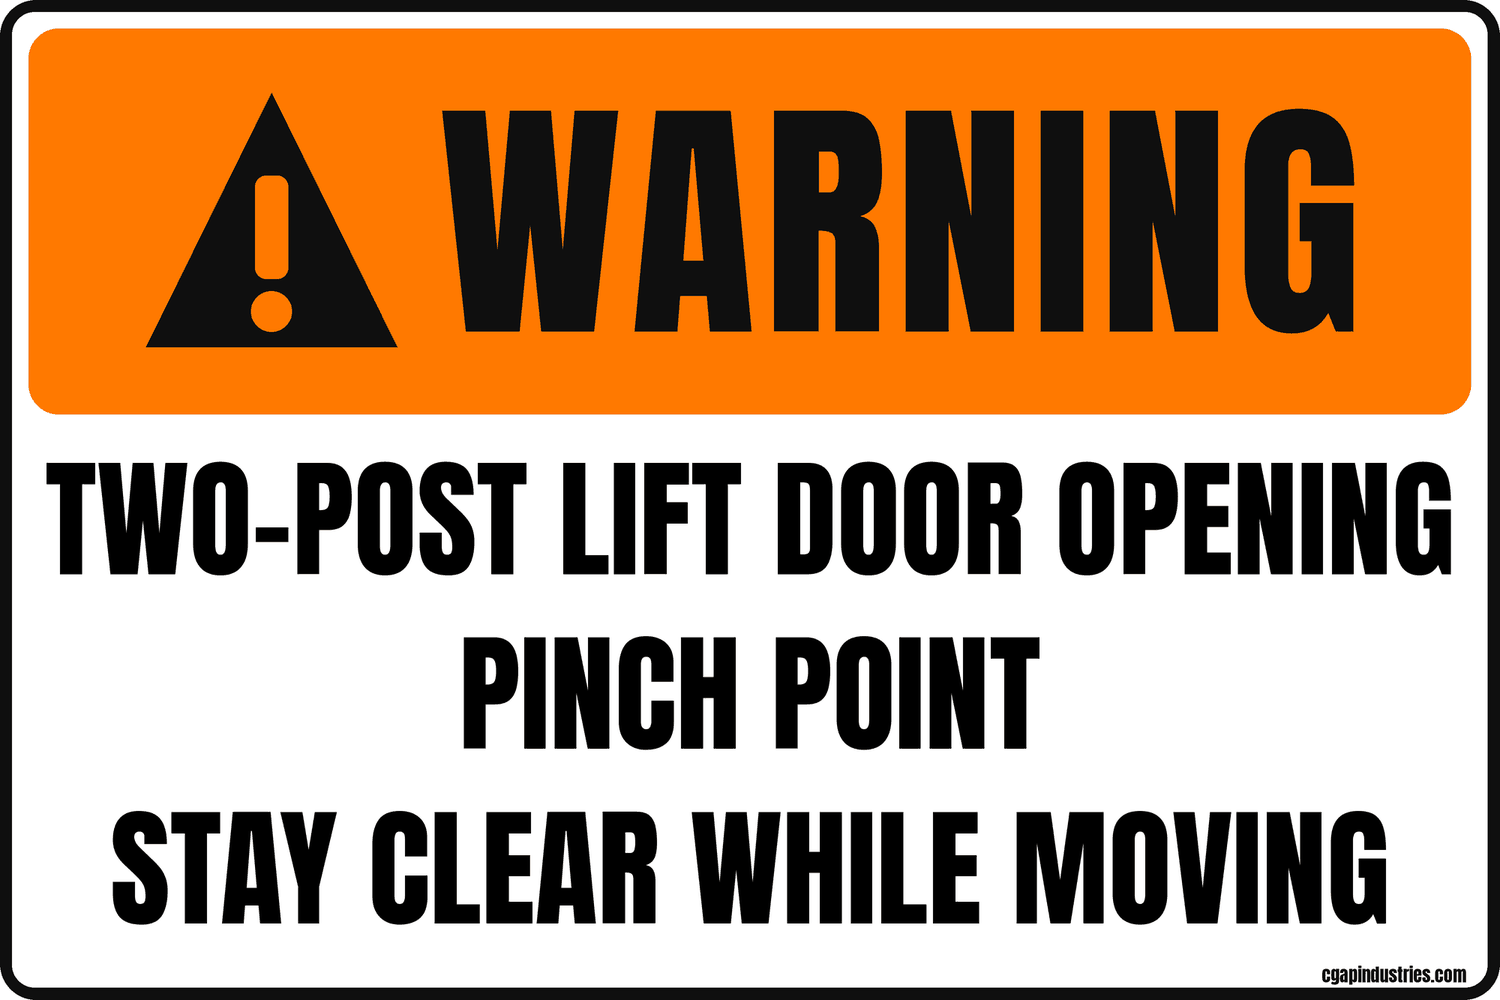 WARNING
TWO-POST LIFT DOOR OPENING
PINCH POINT
STAY CLEAR WHILE MOVING
cgapindustries.com